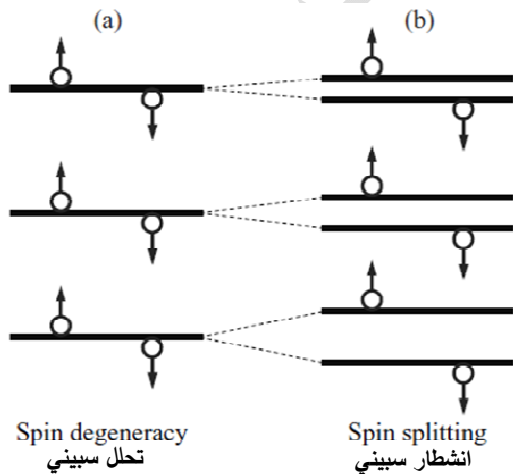 (a)
(b)
Spin degeneracy
تحلل سبيني
Spin splitting
انشطار سبيني